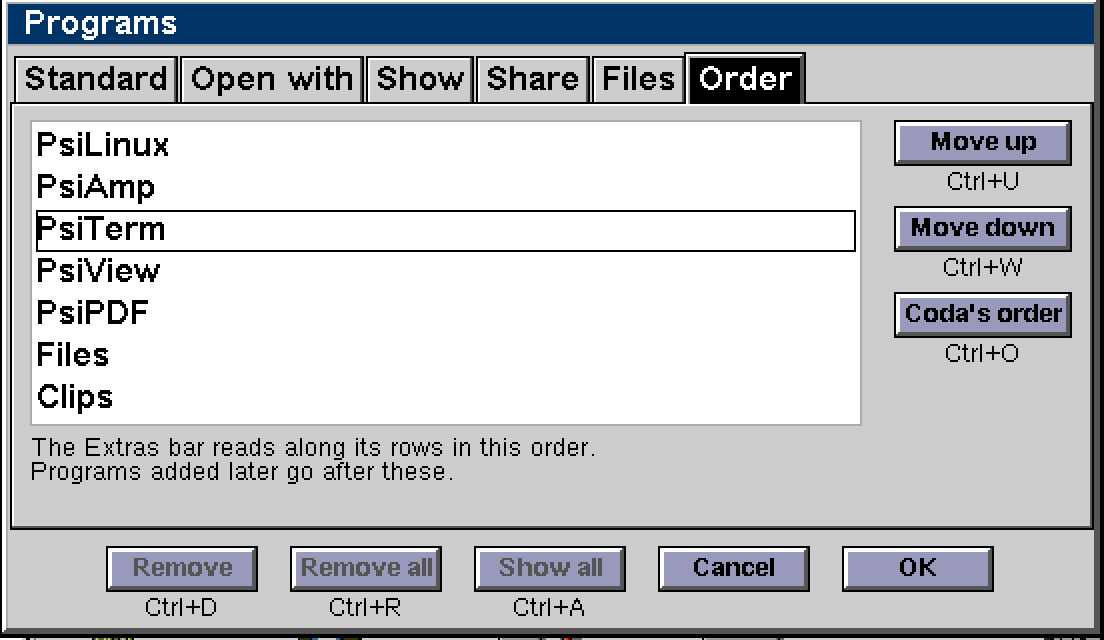 Programs
Standard Open with Show Share Files Order
PsiLinux
PsiAmp
PsiTerm
PsiView
PsiPDF
Files
Clips
Move up
Ctrl+U
Move down
Ctrl+W
Coda's order
Ctrl+O
The Extras bar reads along its rows in this order.
Programs added later go after these.
Remove Remove all Show all Cancel OK
Ctrl+D Ctrl+R Ctrl+A